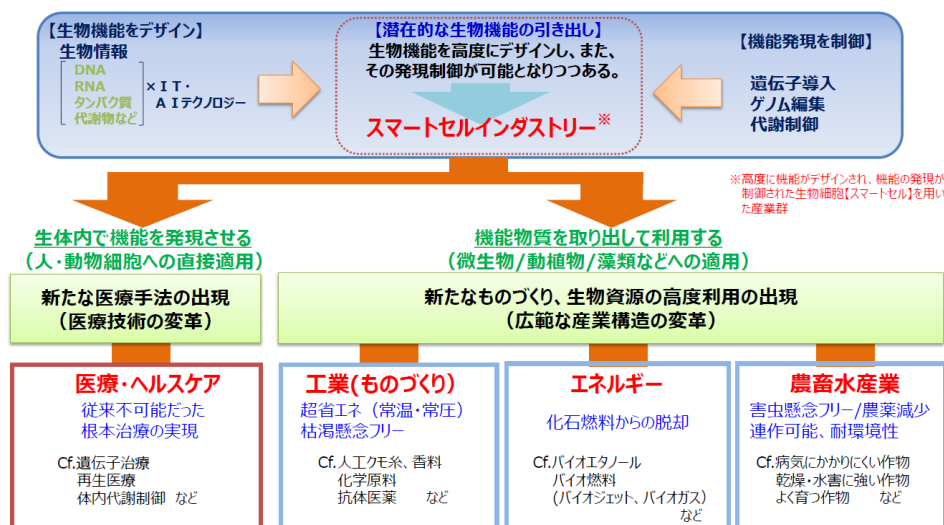 【生物機能をデザイン】
生物情報
DNA
RNA
タンパク質
代謝物など
×IT・
AIテクノロジー
【潜在的な生物機能の引き出し】
生物機能を高度にデザインし、また、
その発現制御が可能となりつつある。
スマートセルインダストリー※
【機能発現を制御】
遺伝子導入
ゲノム編集
代謝制御
※高度に機能がデザインされ、機能の発現が
制御された生物細胞【スマートセル】を用い
た産業群
生体内で機能を発現させる
（人・動物細胞への直接適用）
新たな医療手法の出現
（医療技術の変革）
機能物質を取り出して利用する
（微生物/動植物/藻類などへの適用）
新たなものづくり、生物資源の高度利用の出現
（広範な産業構造の変革）
医療・ヘルスケア
従来不可能だった
根本治療の実現
Cf.遺伝子治療
再生医療
体内代謝制御 など
工業(ものづくり）
超省エネ（常温・常圧）
枯渇懸念フリー
Cf.人工クモ糸、香料
化学原料
抗体医薬 など
エネルギー
化石燃料からの脱却
Cf.バイオエタノール
バイオ燃料
（バイオジェット、バイオガス）
など
農畜水産業
害虫懸念フリー/農薬減少
連作可能、耐環境性
Cf.病気にかかりにくい作物
乾燥・水害に強い作物
よく育つ作物 など